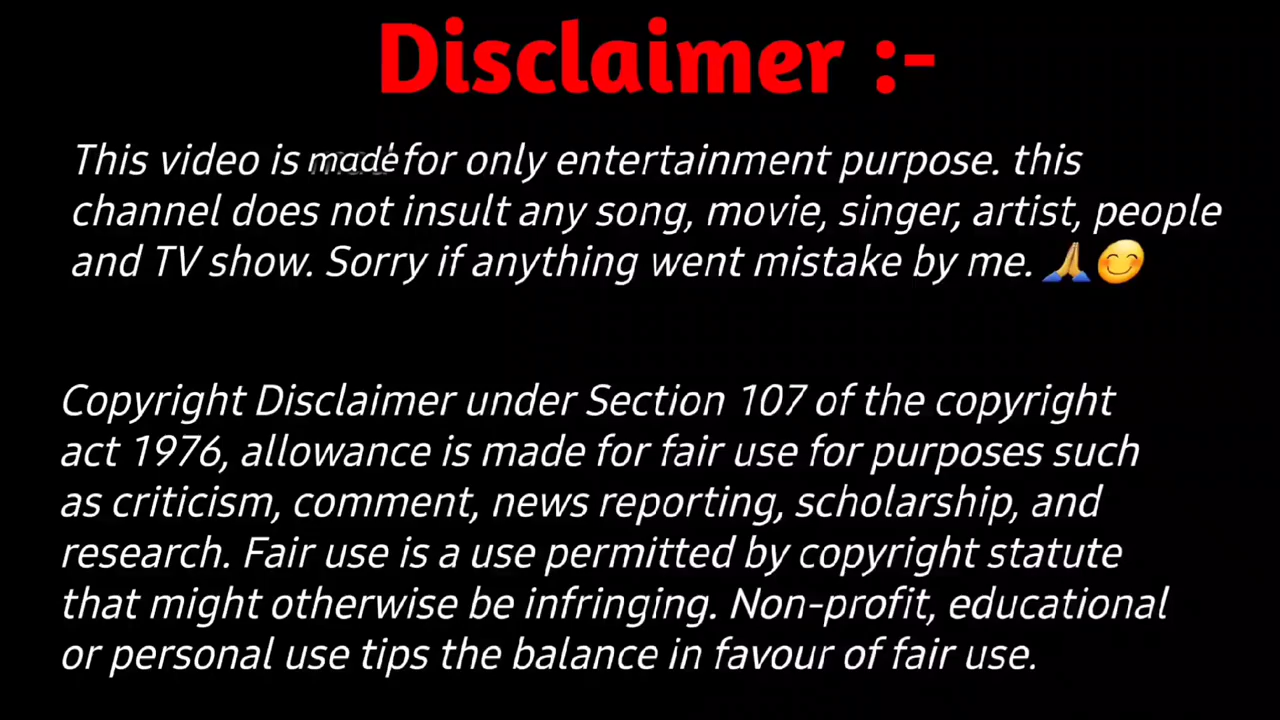 Disclaimer :-
This video is made for only entertainment purpose. this
channel does not insult any song, movie, singer, artist, people
and TV show. Sorry if anything went mistake by me. 🙏😊
Copyright Disclaimer under Section 107 of the copyright
act 1976, allowance is made for fair use for purposes such
as criticism, comment, news reporting, scholarship, and
research. Fair use is a use permitted by copyright statute
that might otherwise be infringing. Non-profit, educational
or personal use tips the balance in favour of fair use.